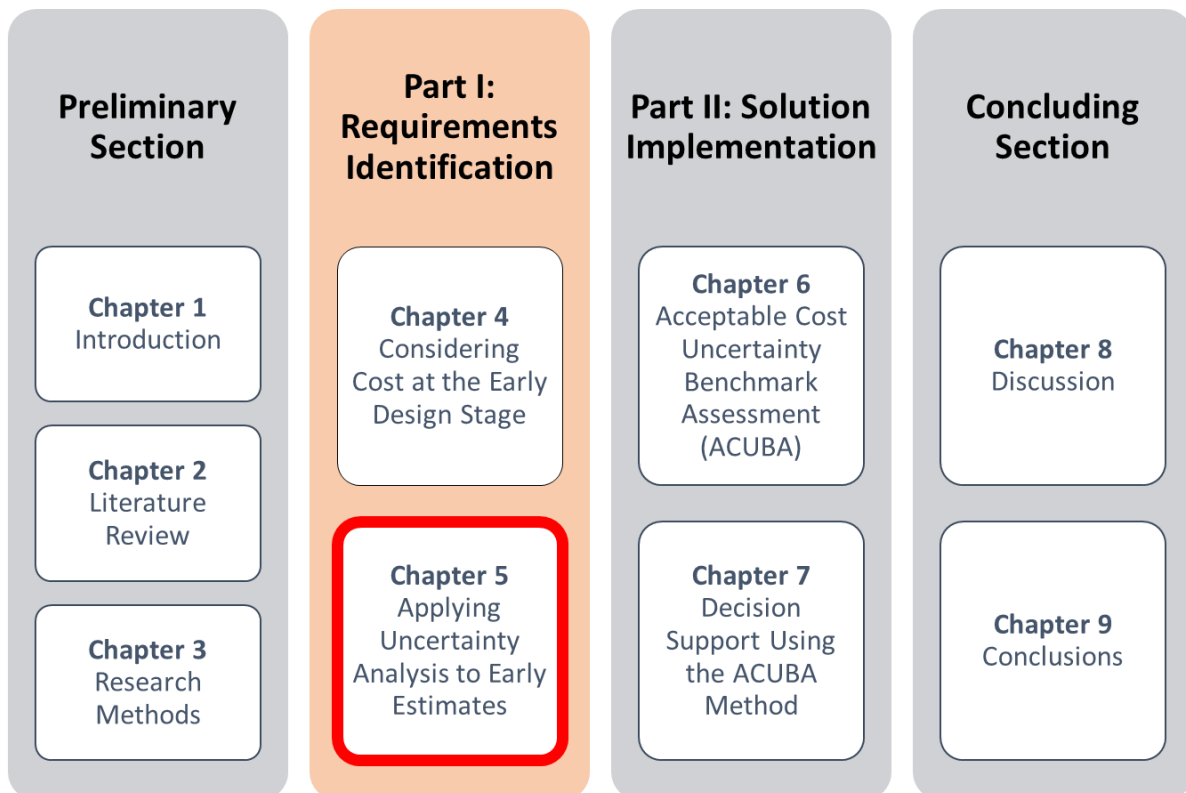 Preliminary
Section
Chapter 1
Introduction
Chapter 2
Literature
Review
Chapter 3
Research
Methods
Part I:
Requirements
Identification
Chapter 4
Considering
Cost at the Early
Design Stage
Chapter 5
Applying
Uncertainty
Analysis to Early
Estimates
Part II: Solution
Implementation
Chapter 6
Acceptable Cost
Uncertainty
Benchmark
Assessment
(ACUBA)
Chapter 7
Decision
Support Using
the ACUBA
Method
Concluding
Section
Chapter 8
Discussion
Chapter 9
Conclusions